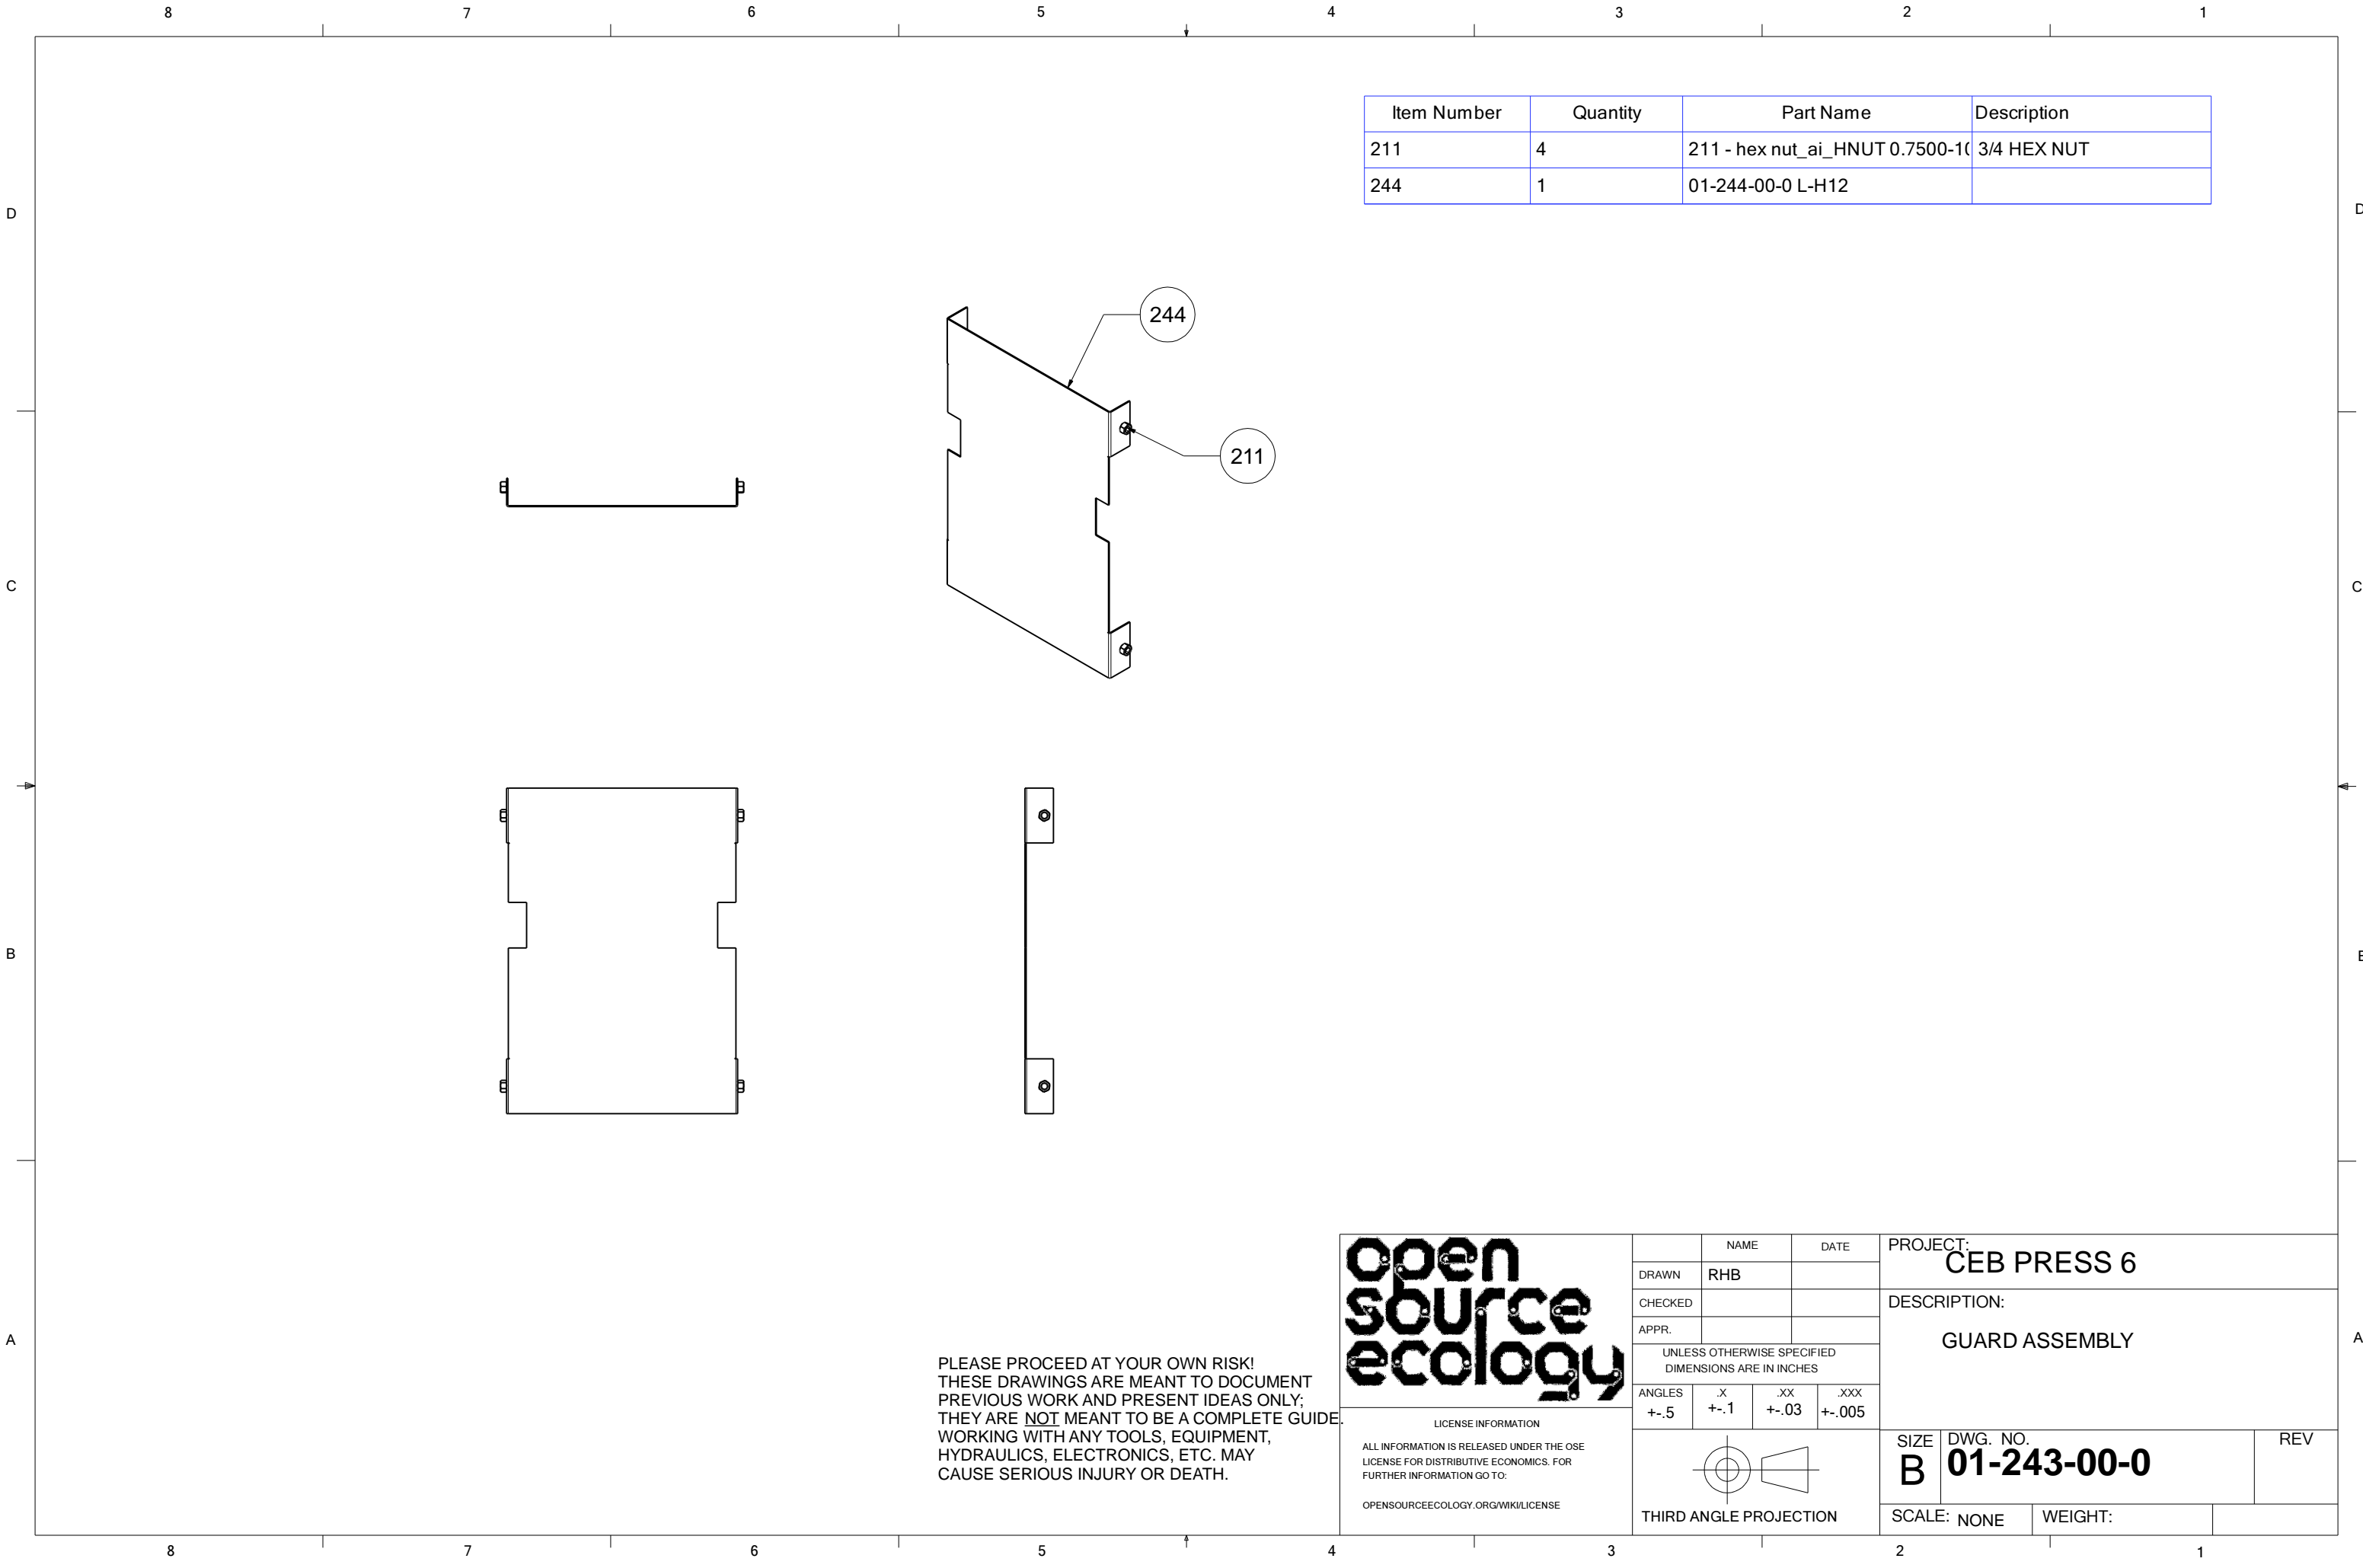 8 7 6 5 4 3 2 1
Item Number Quantity Part Name Description
211 4 211 - hex nut_ai_HNUT 0.7500-1( 3/4 HEX NUT
244 1 01-244-00-0 L-H12
D D
244
211
C C
B B
A A
PLEASE PROCEED AT YOUR OWN RISK!
THESE DRAWINGS ARE MEANT TO DOCUMENT
PREVIOUS WORK AND PRESENT IDEAS ONLY;
THEY ARE NOT MEANT TO BE A COMPLETE GUIDE.
WORKING WITH ANY TOOLS, EQUIPMENT,
HYDRAULICS, ELECTRONICS, ETC. MAY
CAUSE SERIOUS INJURY OR DEATH.
open
source
ecology
LICENSE INFORMATION
ALL INFORMATION IS RELEASED UNDER THE OSE
LICENSE FOR DISTRIBUTIVE ECONOMICS. FOR
FURTHER INFORMATION GO TO:
OPENSOURCEECOLOGY.ORG/WIKI/LICENSE
NAME DATE
DRAWN RHB
CHECKED
APPR.
UNLESS OTHERWISE SPECIFIED
DIMENSIONS ARE IN INCHES
ANGLES .X .XX .XXX
+-.5 +-.1 +-.03 +-.005
THIRD ANGLE PROJECTION
PROJECT:
CEB PRESS 6
DESCRIPTION:
GUARD ASSEMBLY
SIZE DWG. NO. REV
B 01-243-00-0
SCALE: NONE WEIGHT:
8 7 6 5 4 3 2 1